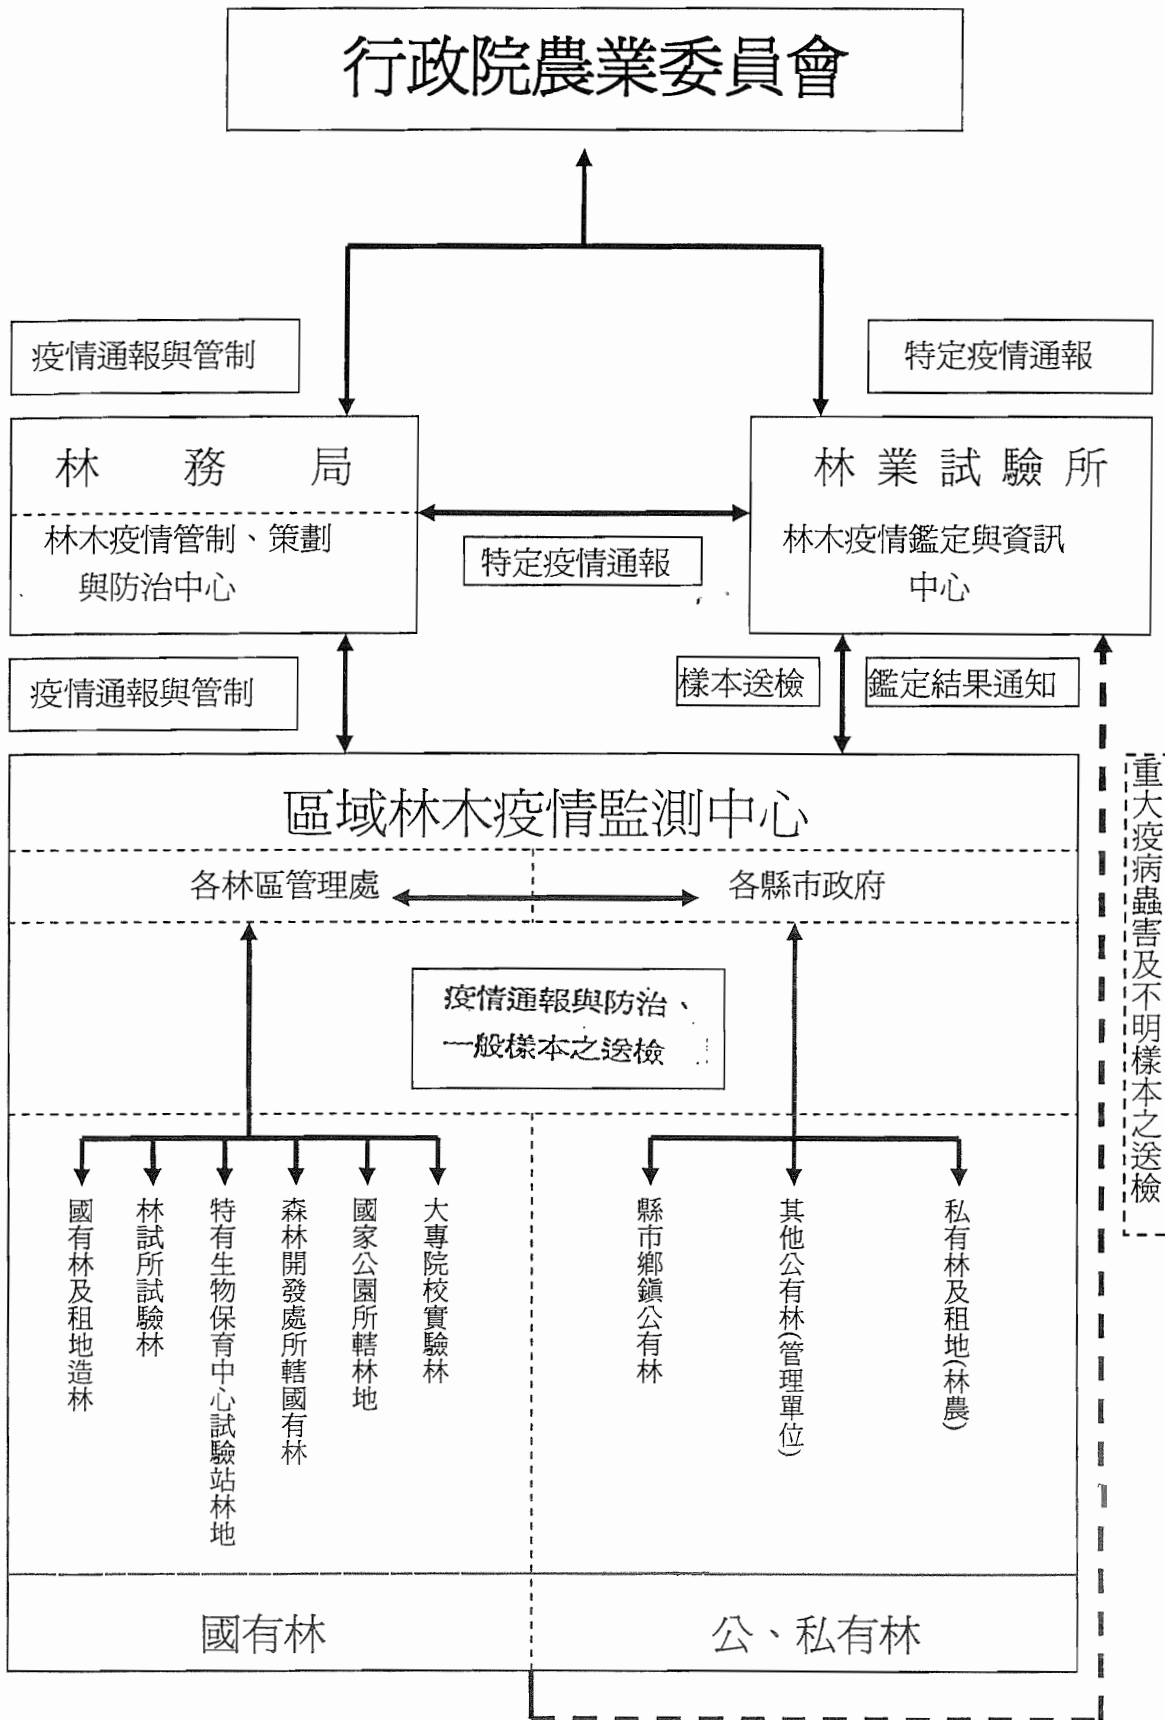 行政院農業委員會
疫情通報與管制
特定疫情通報
林務局
林木疫情管制、策劃
與防治中心
特定疫情通報
林業試驗所
林木疫情鑑定與資訊
中心
疫情通報與管制
樣本送檢
鑑定結果通知
區域林木疫情監測中心
各林區管理處
各縣市政府
疫情通報與防治、
一般樣本之送檢
國有林及租地造林
林試所試驗林
特有生物保育中心試驗站林地
森林開發處所轄國有林
國家公園所轄林地
大專院校實驗林
縣市鄉鎮公有林
其他公有林(管理單位)
私有林及租地(林農)
重大疫病蟲害及不明樣本之送檢
國有林
公、私有林